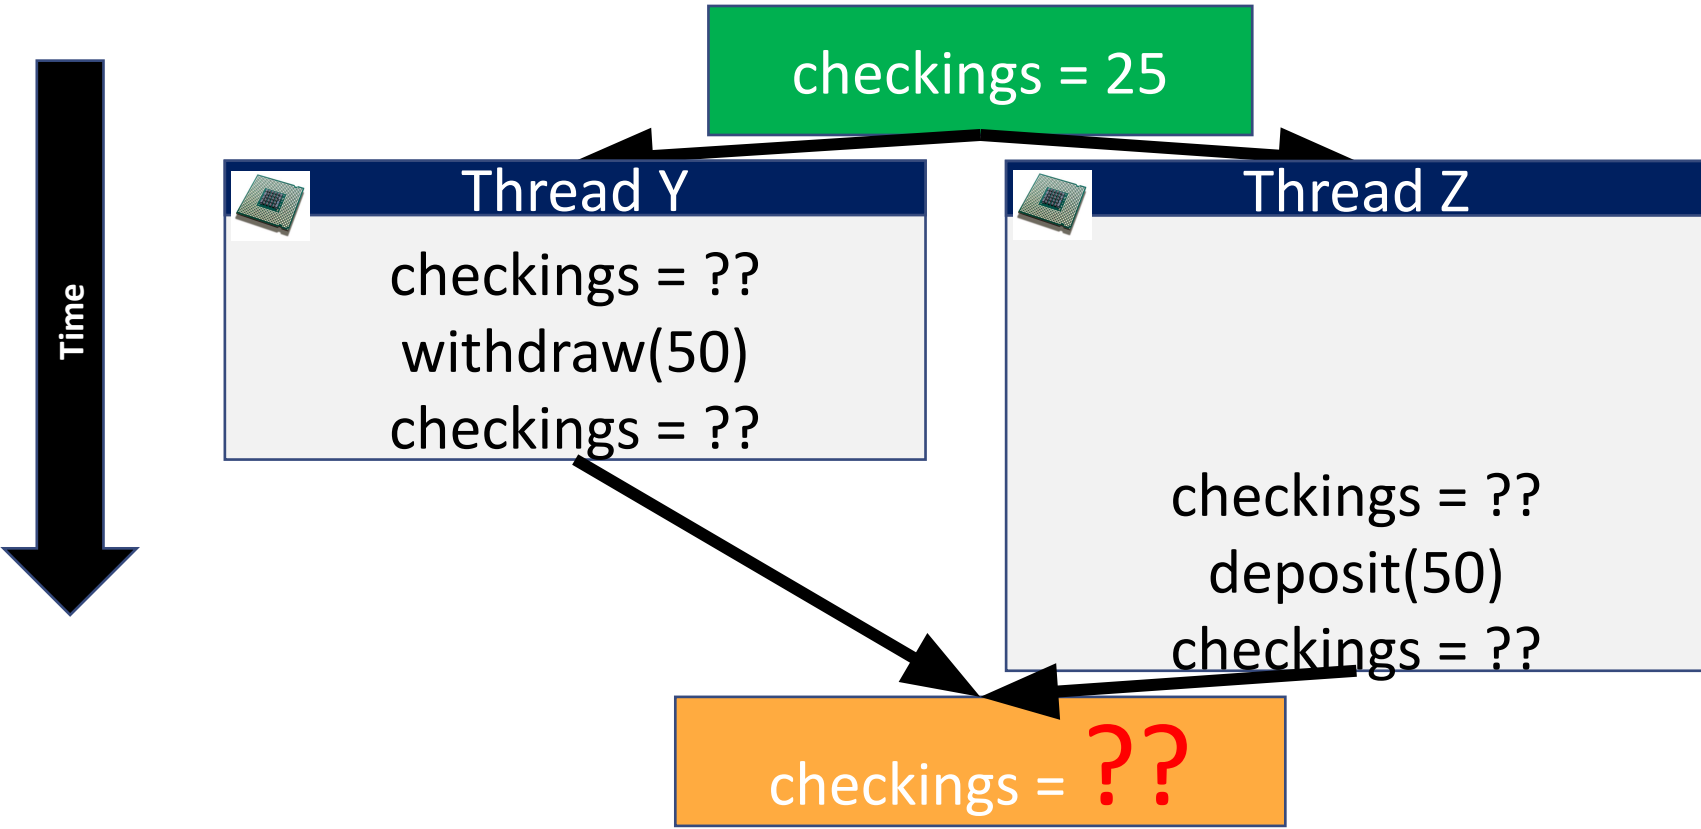 checkings = 25
Time
Thread Y
checkings = ??
withdraw(50)
checkings = ??
Thread Z
checkings = ??
deposit(50)
checkings = ??
checkings = ??